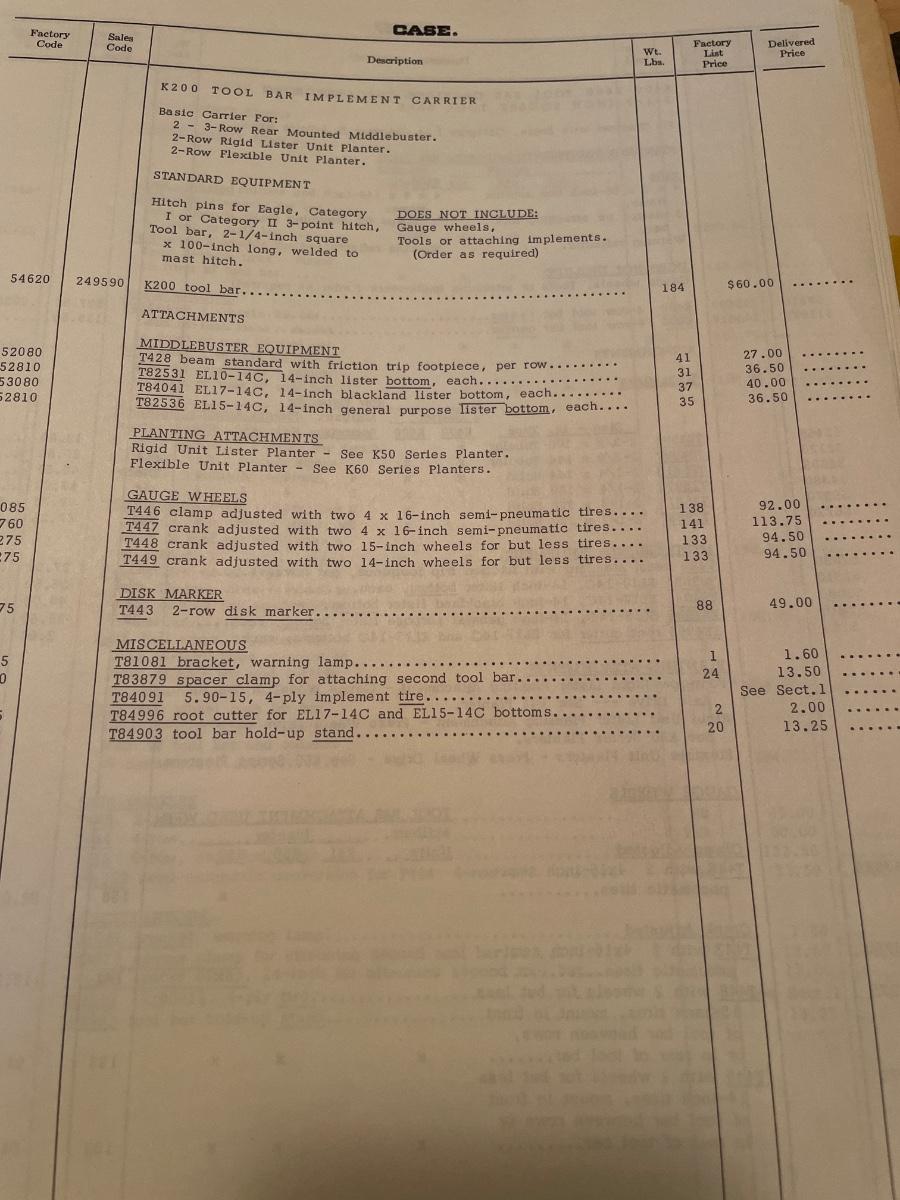 CASE.
Factory Code Sales Code Description Wt. Lbs. Factory List Price Delivered Price
K200 TOOL BAR IMPLEMENT CARRIER
Basic Carrier For:
2 - 3-Row Rear Mounted Middlebuster.
2-Row Rigid Lister Unit Planter.
2-Row Flexible Unit Planter.
STANDARD EQUIPMENT
Hitch pins for Eagle, Category
I or Category II 3-point hitch,
Tool bar, 2-1/4-inch square
x 100-inch long, welded to
mast hitch.
DOES NOT INCLUDE:
Gauge wheels,
Tools or attaching implements.
(Order as required)
54620 249590 K200 tool bar.......... 184 $60.00 ........
ATTACHMENTS
MIDDLEBUSTER EQUIPMENT
52080 T428 beam standard with friction trip footpiece, per row......... 41 27.00 ........
52810 T82531 EL10-14C, 14-inch lister bottom, each.................. 31 36.50 ........
53080 T84041 EL17-14C, 14-inch blackland lister bottom, each......... 37 40.00 ........
52810 T82536 EL15-14C, 14-inch general purpose lister bottom, each.... 35 36.50 ........
PLANTING ATTACHMENTS
Rigid Unit Lister Planter - See K50 Series Planter.
Flexible Unit Planter - See K60 Series Planters.
GAUGE WHEELS
085 T446 clamp adjusted with two 4 x 16-inch semi-pneumatic tires.... 138 92.00 ........
760 T447 crank adjusted with two 4 x 16-inch semi-pneumatic tires.... 141 113.75 ........
275 T448 crank adjusted with two 15-inch wheels for but less tires.... 133 94.50 ........
275 T449 crank adjusted with two 14-inch wheels for but less tires.... 133 94.50 ........
DISK MARKER
75 T443 2-row disk marker.......... 88 49.00 ........
MISCELLANEOUS
5 T81081 bracket, warning lamp.......... 1 1.60 .......
0 T83879 spacer clamp for attaching second tool bar.......... 24 13.50 .......
T84091 5.90-15, 4-ply implement tire.......... See Sect.1 ......
T84996 root cutter for EL17-14C and EL15-14C bottoms............ 2 2.00 ......
T84903 tool bar hold-up stand.......... 20 13.25 ......